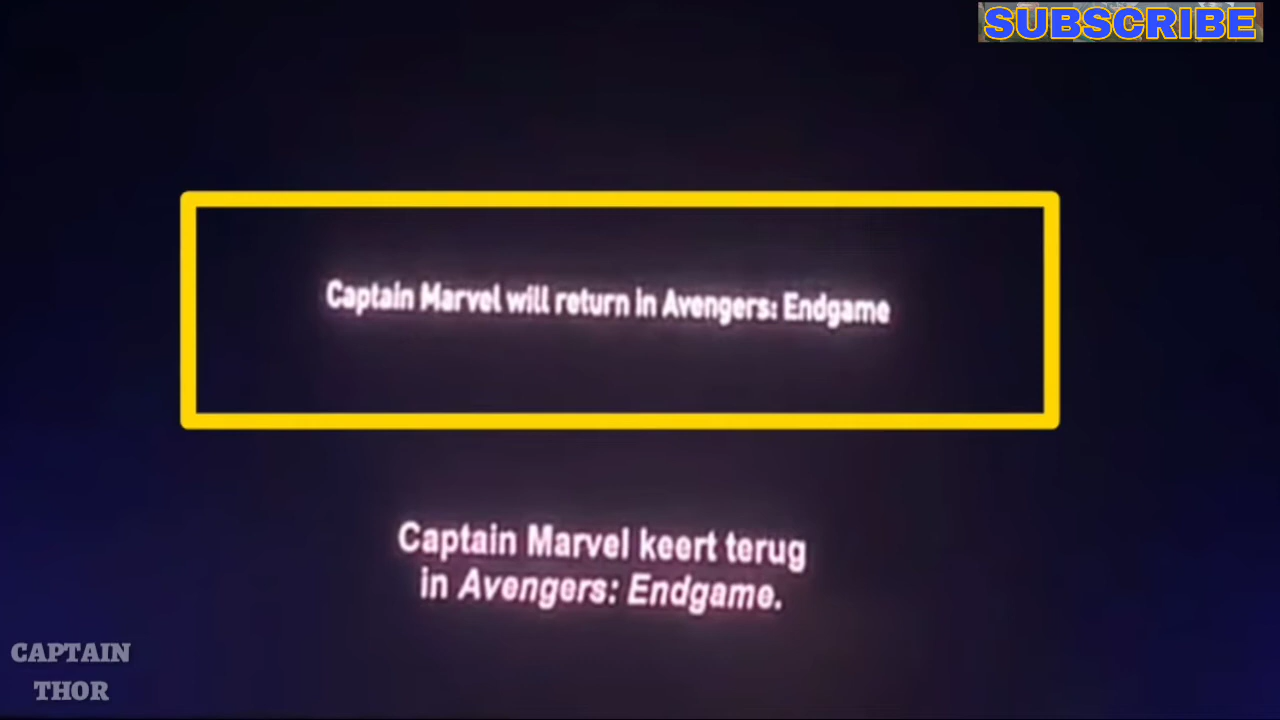 SUBSCRIBE
Captain Marvel will return in Avengers: Endgame
Captain Marvel keert terug
in Avengers: Endgame.
CAPTAIN
THOR